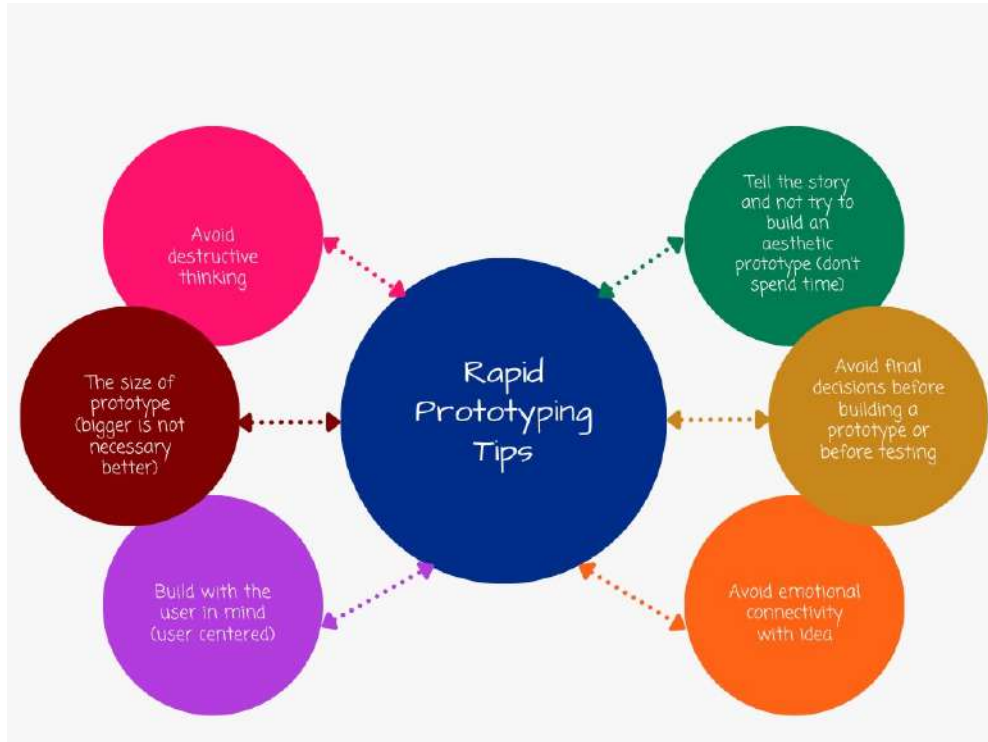 Rapid
Prototyping
Tips
Avoid
destructive
thinking
The size of
prototype
(bigger is not
necessary
better)
Build with the
user in mind
(user centered)
Tell the story
and not try to
build an
aesthetic
prototype (don't
spend time)
Avoid final
decisions before
building a
prototype or
before testing
Avoid emotional
connectivity
with idea